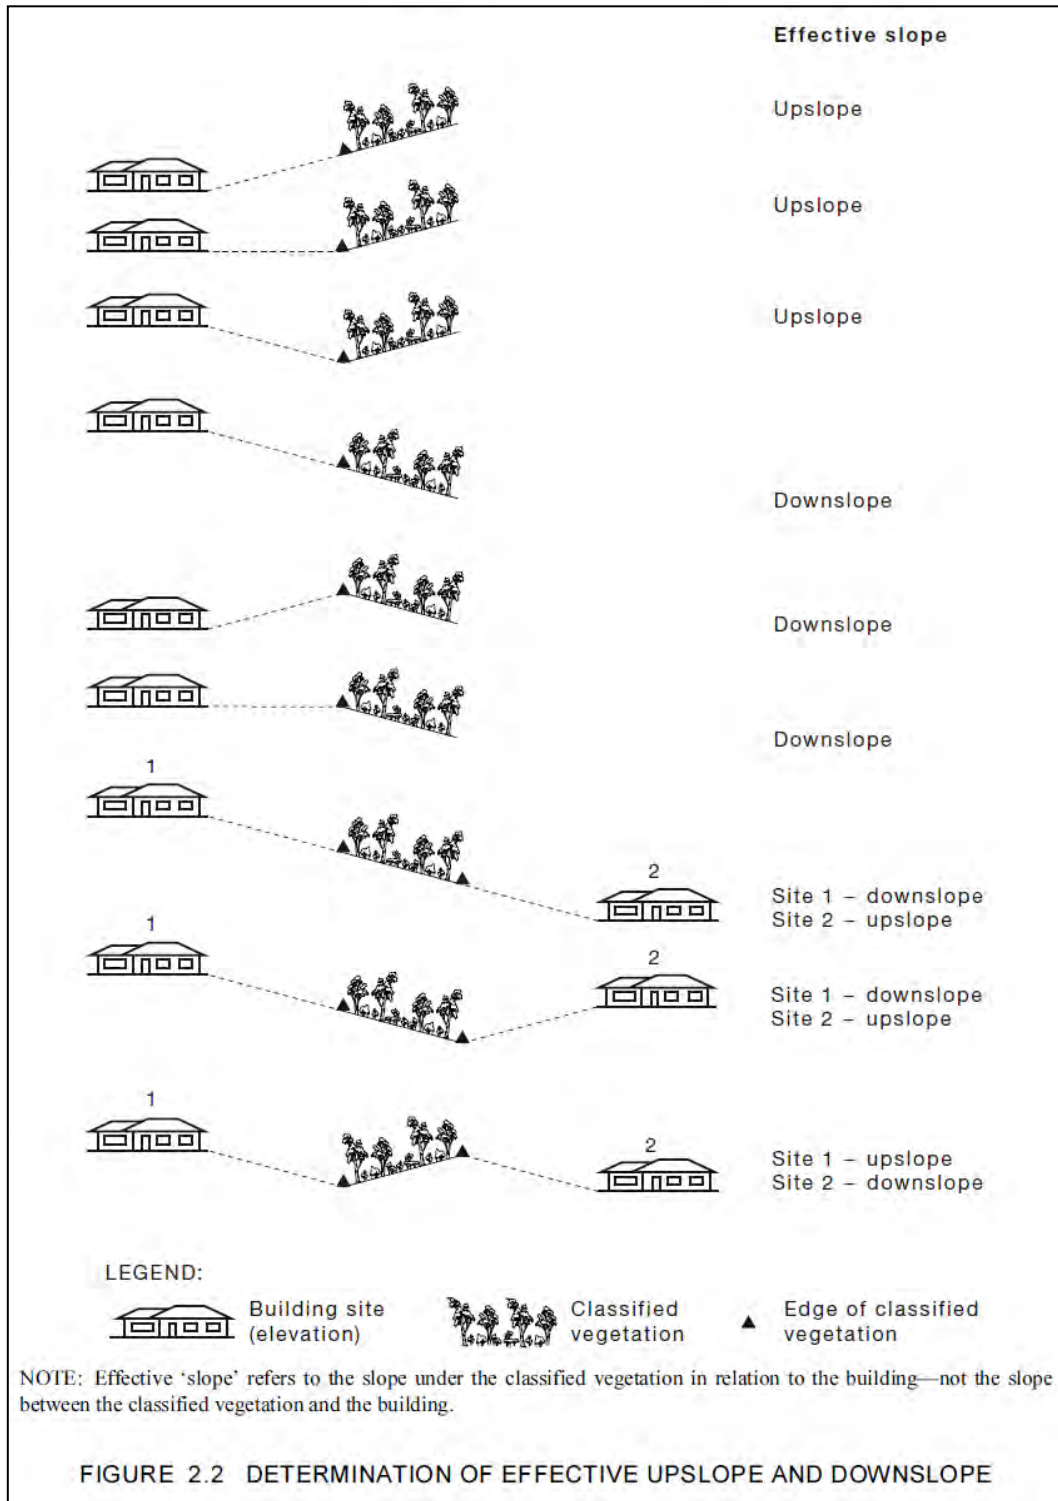 Effective slope
Upslope
Upslope
Upslope
Downslope
Downslope
Downslope
1
2
Site 1 – downslope
Site 2 – upslope
1
2
Site 1 – downslope
Site 2 – upslope
1
2
Site 1 – upslope
Site 2 – downslope
LEGEND:
Building site
(elevation)
Classified
vegetation
Edge of classified
vegetation
NOTE: Effective ‘slope’ refers to the slope under the classified vegetation in relation to the building—not the slope
between the classified vegetation and the building.
FIGURE 2.2 DETERMINATION OF EFFECTIVE UPSLOPE AND DOWNSLOPE